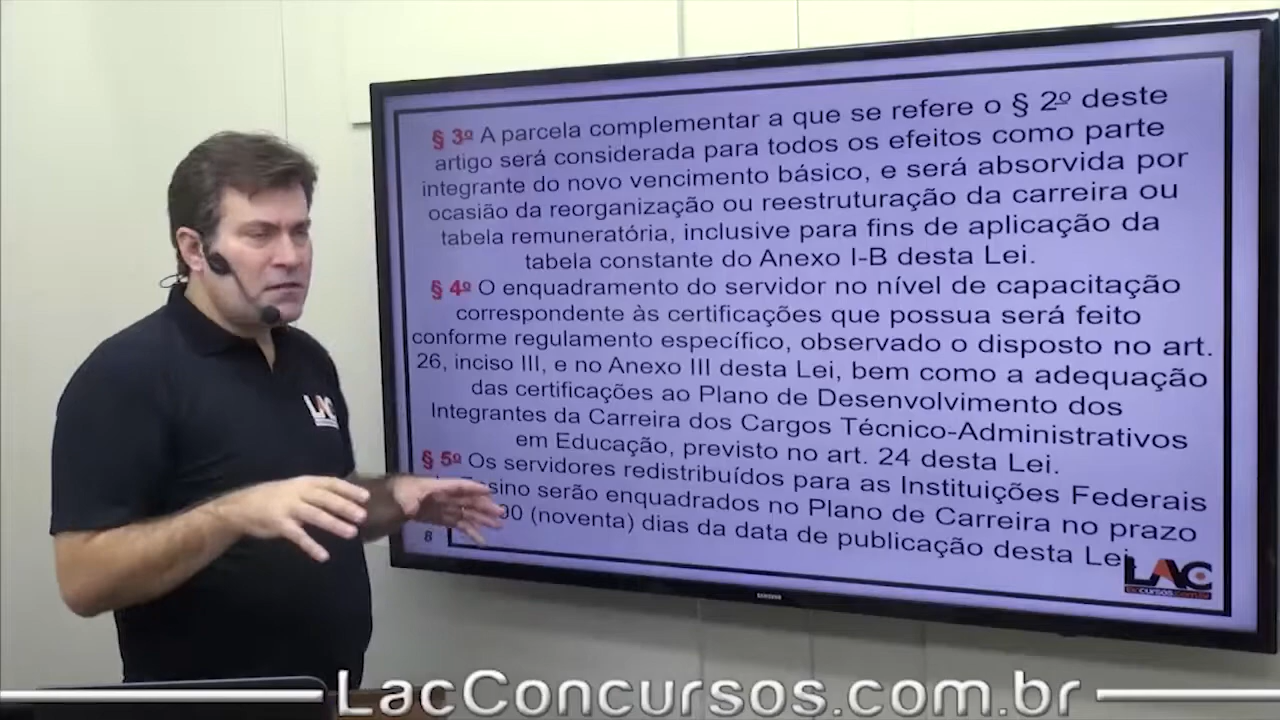 § 3º A parcela complementar a que se refere o § 2º deste
artigo será considerada para todos os efeitos como parte
integrante do novo vencimento básico, e será absorvida por
ocasião da reorganização ou reestruturação da carreira ou
tabela remuneratória, inclusive para fins de aplicação da
tabela constante do Anexo I-B desta Lei.
§ 4º O enquadramento do servidor no nível de capacitação
correspondente às certificações que possua será feito
conforme regulamento específico, observado o disposto no art.
26, inciso III, e no Anexo III desta Lei, bem como a adequação
das certificações ao Plano de Desenvolvimento dos
Integrantes da Carreira dos Cargos Técnico-Administrativos
em Educação, previsto no art. 24 desta Lei.
§ 5º Os servidores redistribuídos para as Instituições Federais
Ensino serão enquadrados no Plano de Carreira no prazo
90 (noventa) dias da data de publicação desta Lei.
8
LAC
SAMSUNG
LAC
LacConcursos.com.br